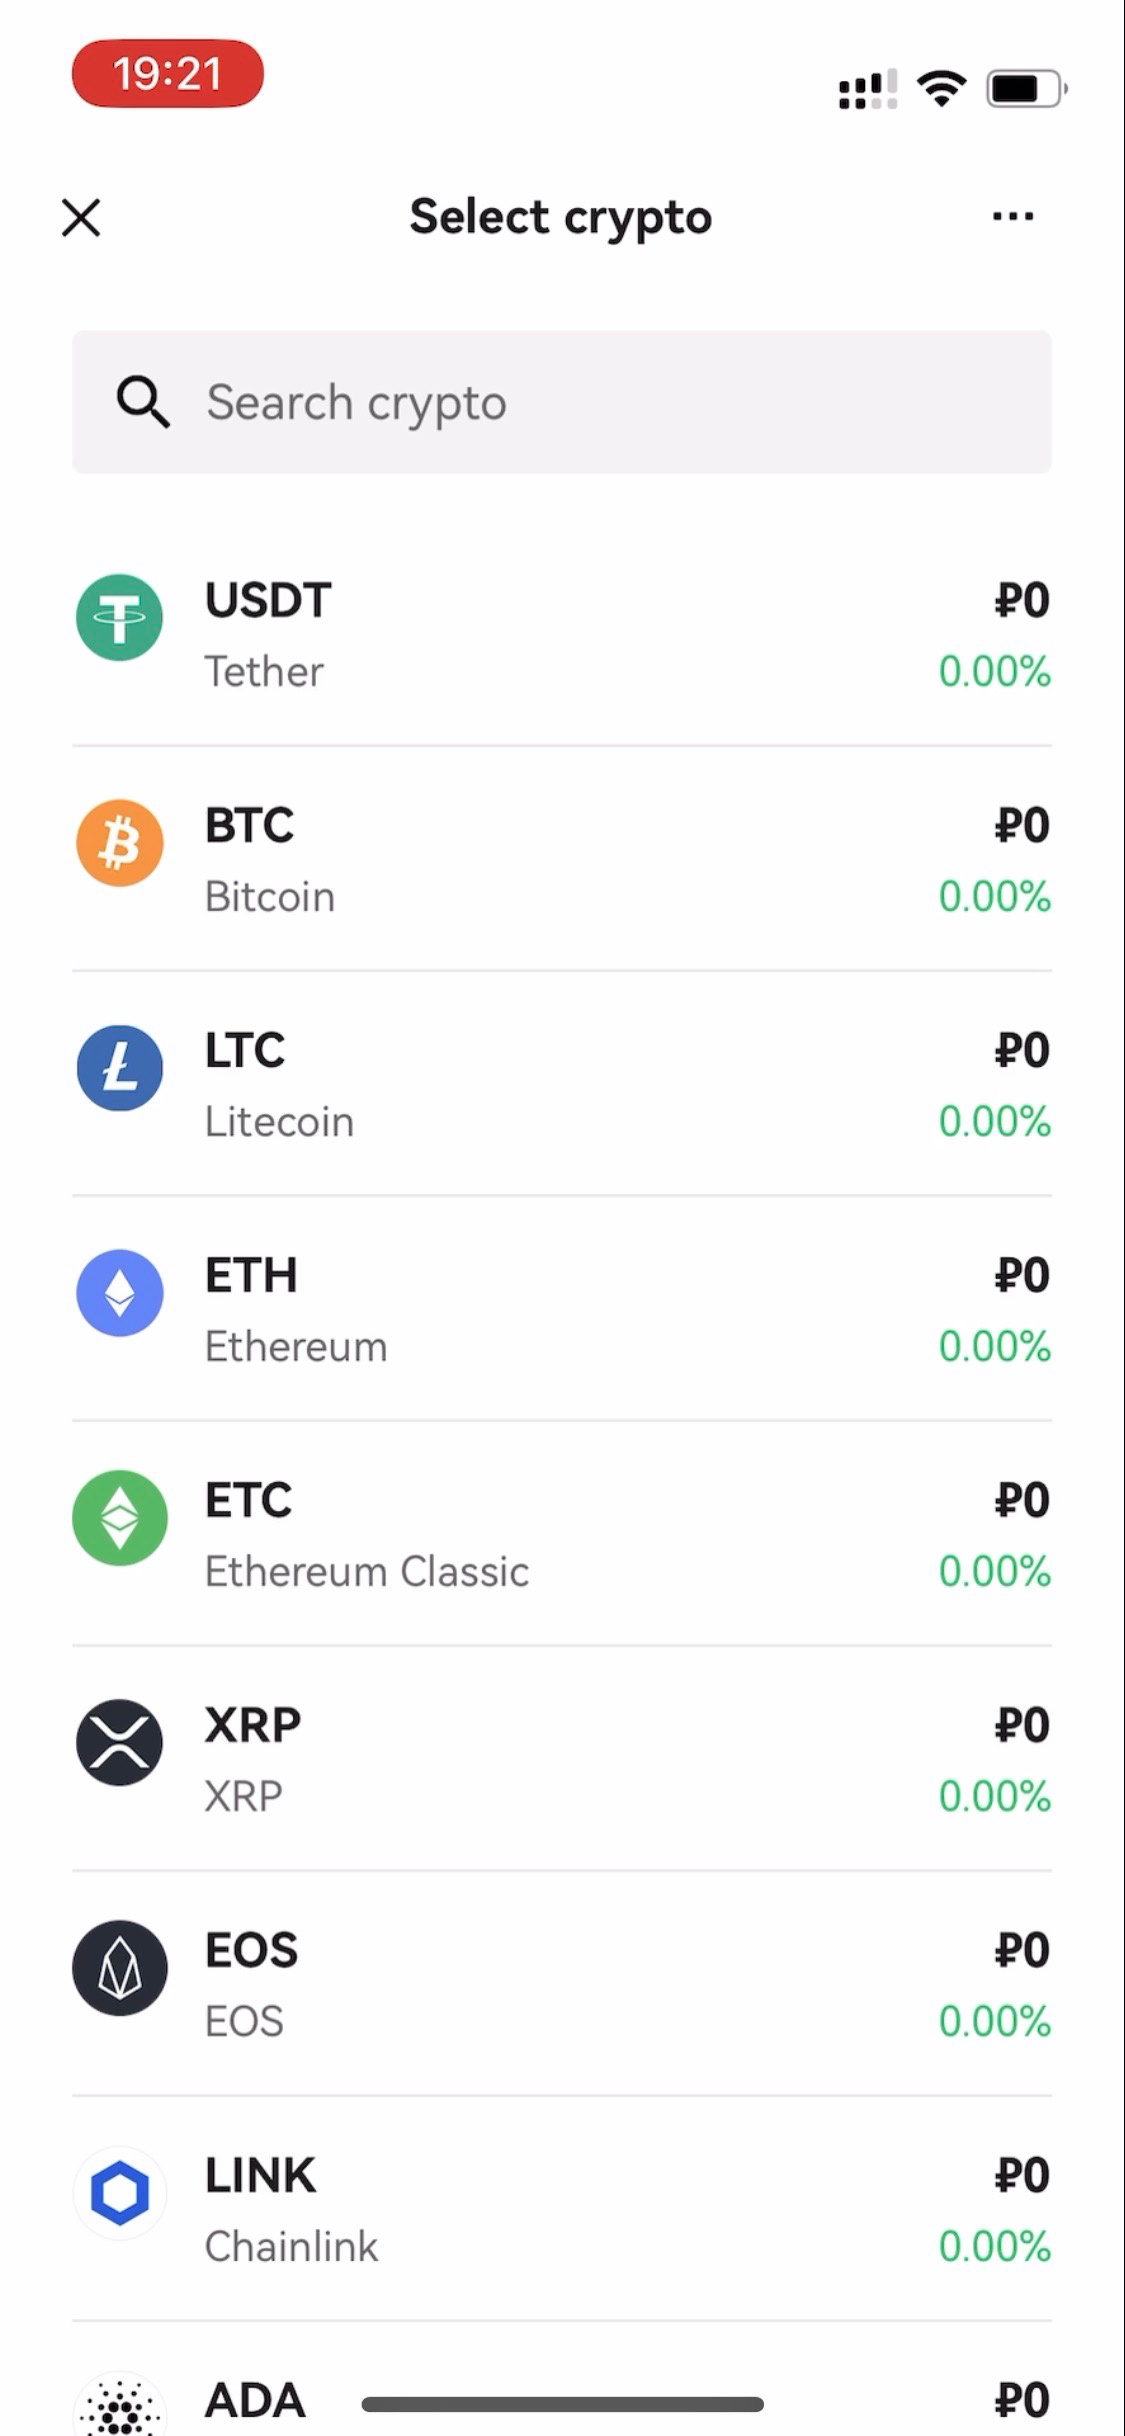 19:21
Select crypto
Search crypto
USDT ₽0
Tether 0.00%
BTC ₽0
Bitcoin 0.00%
LTC ₽0
Litecoin 0.00%
ETH ₽0
Ethereum 0.00%
ETC ₽0
Ethereum Classic 0.00%
XRP ₽0
XRP 0.00%
EOS ₽0
EOS 0.00%
LINK ₽0
Chainlink 0.00%
ADA ₽0